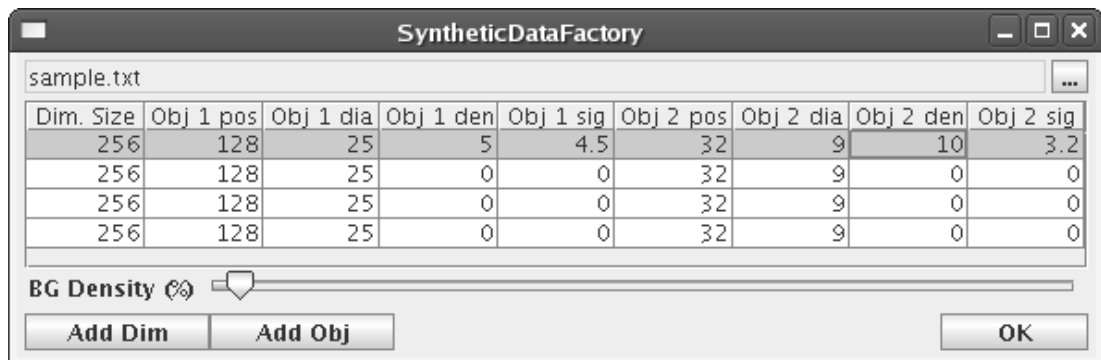 SyntheticDataFactory
sample.txt ...
Dim. Size Obj 1 pos Obj 1 dia Obj 1 den Obj 1 sig Obj 2 pos Obj 2 dia Obj 2 den Obj 2 sig
256 128 25 5 4.5 32 9 10 3.2
256 128 25 0 0 32 9 0 0
256 128 25 0 0 32 9 0 0
256 128 25 0 0 32 9 0 0
BG Density (%)
Add Dim Add Obj OK